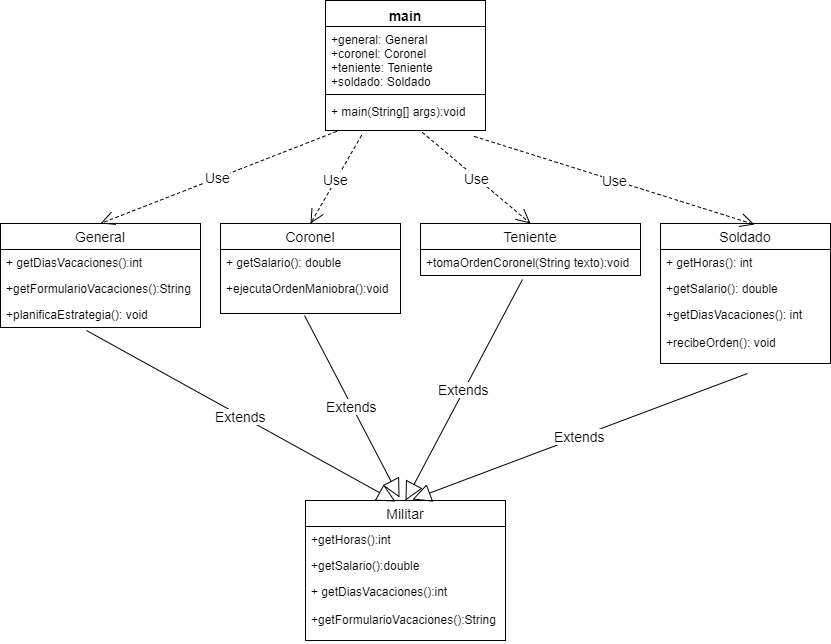 main
+general: General
+coronel: Coronel
+teniente: Teniente
+soldado: Soldado
+ main(String[] args):void
Use
Use
Use
Use
General
+ getDiasVacaciones():int
+getFormularioVacaciones():String
+planificaEstrategia(): void
Coronel
+ getSalario(): double
+ejecutaOrdenManiobra():void
Teniente
+tomaOrdenCoronel(String texto):void
Soldado
+ getHoras(): int
+getSalario(): double
+getDiasVacaciones(): int
+recibeOrden(): void
Extends
Extends
Extends
Extends
Militar
+getHoras():int
+getSalario():double
+ getDiasVacaciones():int
+getFormularioVacaciones():String